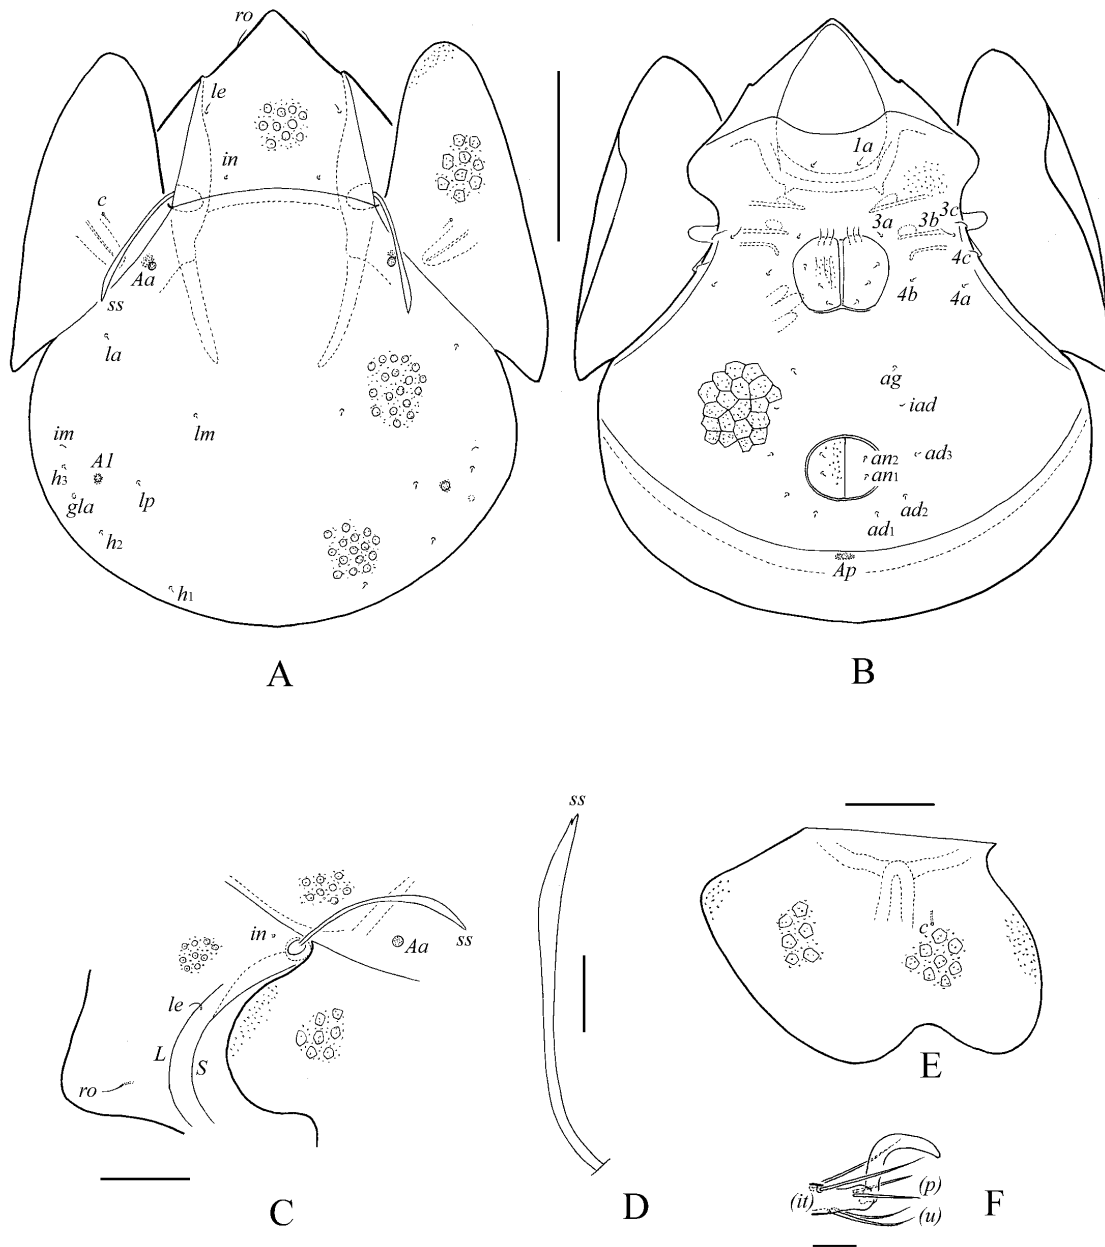 ro
le
in
c
Aa
ss
la
lm
im
h3
A1
gla
lp
h2
h1
A
1a
3a
3b
3c
4c
4b
4a
ag
iad
an2
ad3
an1
ad2
ad1
Ap
B
in
ss
Aa
le
L
S
ro
C
ss
D
c
E
(it)
(p)
(u)
F